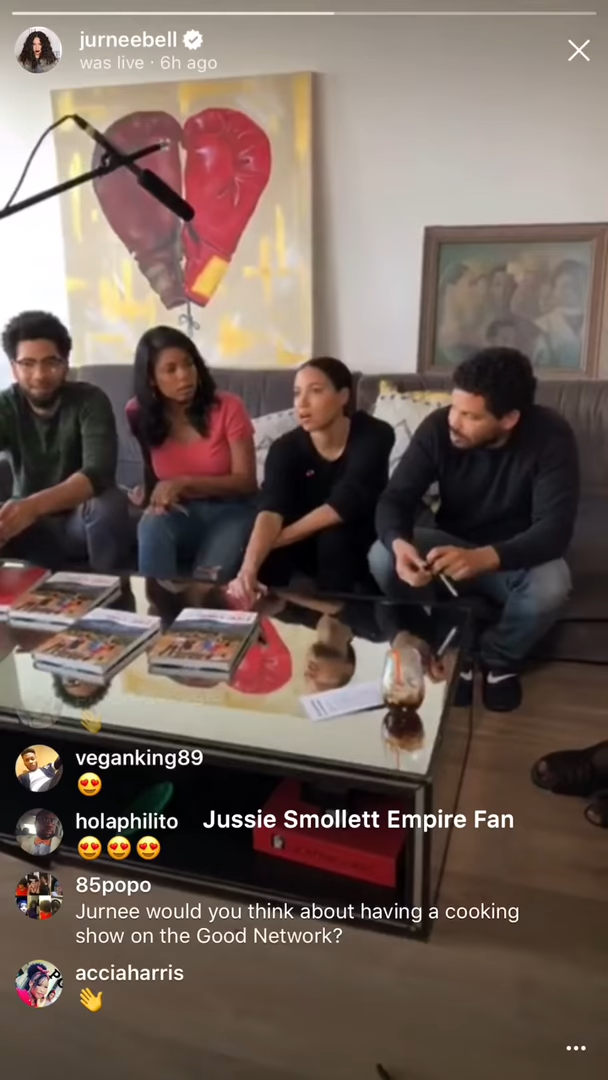 jurneebell
was live · 6h ago
veganking89
😍
holaphilito
Jussie Smollett Empire Fan
😍😍😍
85popo
Jurnee would you think about having a cooking
show on the Good Network?
acciaharris
👋